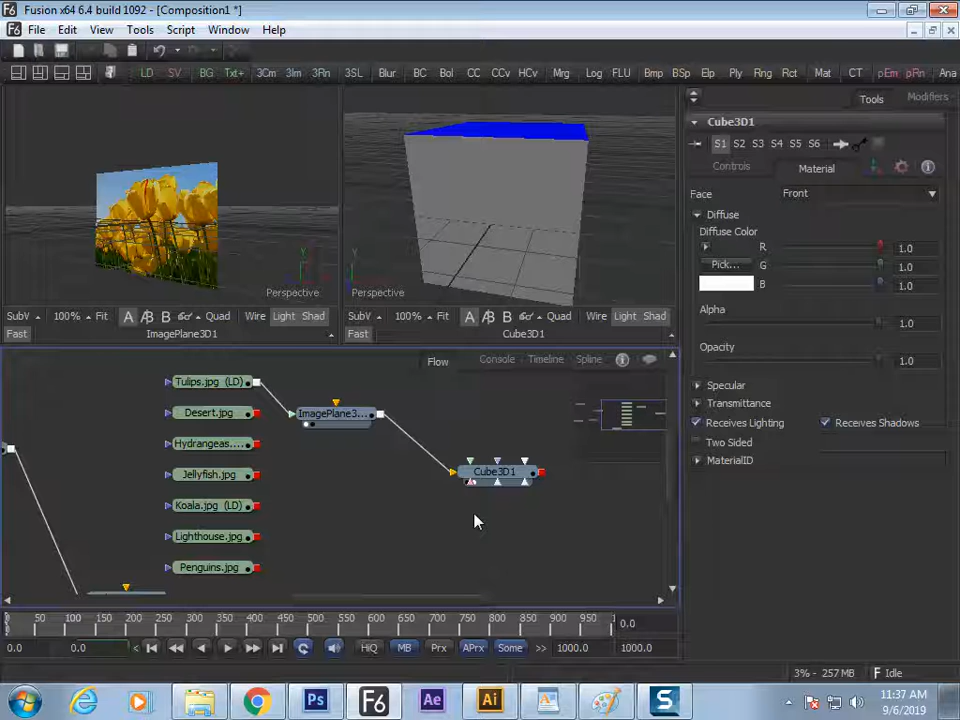 Fusion x64 6.4 build 1092 - [Composition1 *]
File Edit View Tools Script Window Help
LD SV BG Txt+ 3Cm 3Im 3Rn 3SL Blur BC Bol CC CCv HCv Mrg Log FLU Bmp BSp Elp Ply Rng Rct Mat CT pEm pRn Ana
Tools Modifiers
Cube3D1
S1 S2 S3 S4 S5 S6
Controls Material
Face Front
Diffuse
Diffuse Color
R 1.0
Pick... G 1.0
B 1.0
Alpha
1.0
Opacity
1.0
Specular
Transmittance
Receives Lighting Receives Shadows
Two Sided
MaterialID
Perspective Perspective
SubV 100% Fit A A/B B Quad Wire Light Shad
SubV 100% Fit A A/B B Quad Wire Light Shad
Fast ImagePlane3D1
Fast Cube3D1
Flow Console Timeline Spline
Tulips.jpg (LD)
Desert.jpg
Hydrangeas....
Jellyfish.jpg
Koala.jpg (LD)
Lighthouse.jpg
Penguins.jpg
ImagePlane3...
Cube3D1
0 50 100 150 200 250 300 350 400 450 500 550 600 650 700 750 800 850 900 950 0.0
0.0 0.0 < HiQ MB Prx APrx Some >> 1000.0 1000.0
3% - 257 MB Idle
Ps F6 Ae Ai S
11:37 AM
9/6/2019